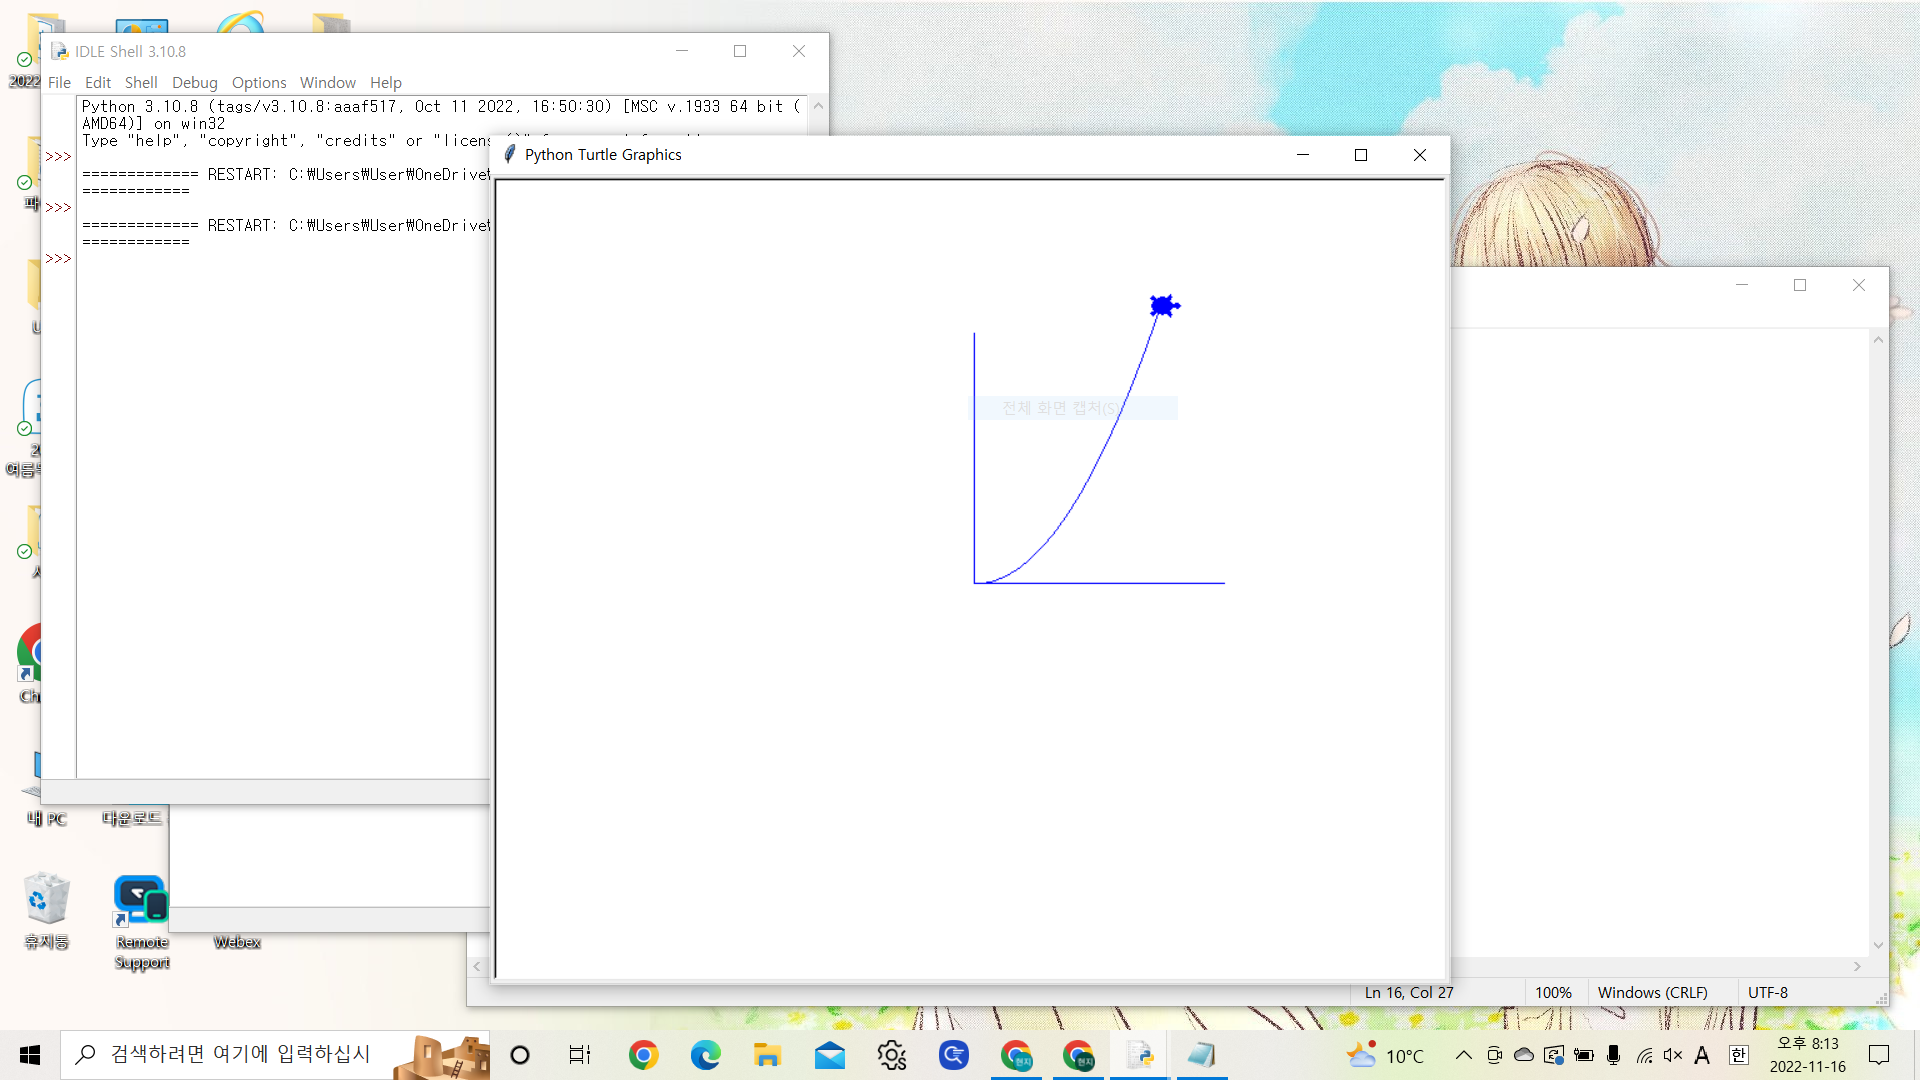 2022
IDLE Shell 3.10.8
File Edit Shell Debug Options Window Help
Python 3.10.8 (tags/v3.10.8:aaaf517, Oct 11 2022, 16:50:30) [MSC v.1933 64 bit (
AMD64)] on win32
Type "help", "copyright", "credits" or
>>>
============= RESTART: C:\Users\User\OneDrive\
============
>>>
============= RESTART: C:\Users\User\OneDrive\
============
>>>
Python Turtle Graphics
전체 화면 캡처(S)
내 PC
다운로드
휴지통
Remote
Support
Webex
Ln 16, Col 27 100% Windows (CRLF) UTF-8
검색하려면 여기에 입력하십시
10°C
A
한
오후 8:13
2022-11-16